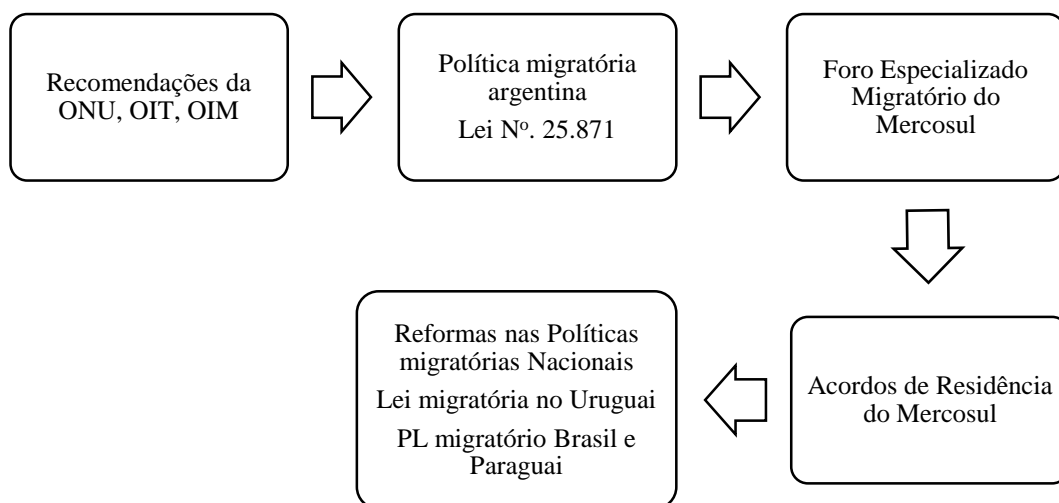 Recomendações da
ONU, OIT, OIM
Política migratória
argentina
Lei Nº. 25.871
Foro Especializado
Migratório do
Mercosul
Acordos de Residência
do Mercosul
Reformas nas Políticas
migratórias Nacionais
Lei migratória no Uruguai
PL migratório Brasil e
Paraguai